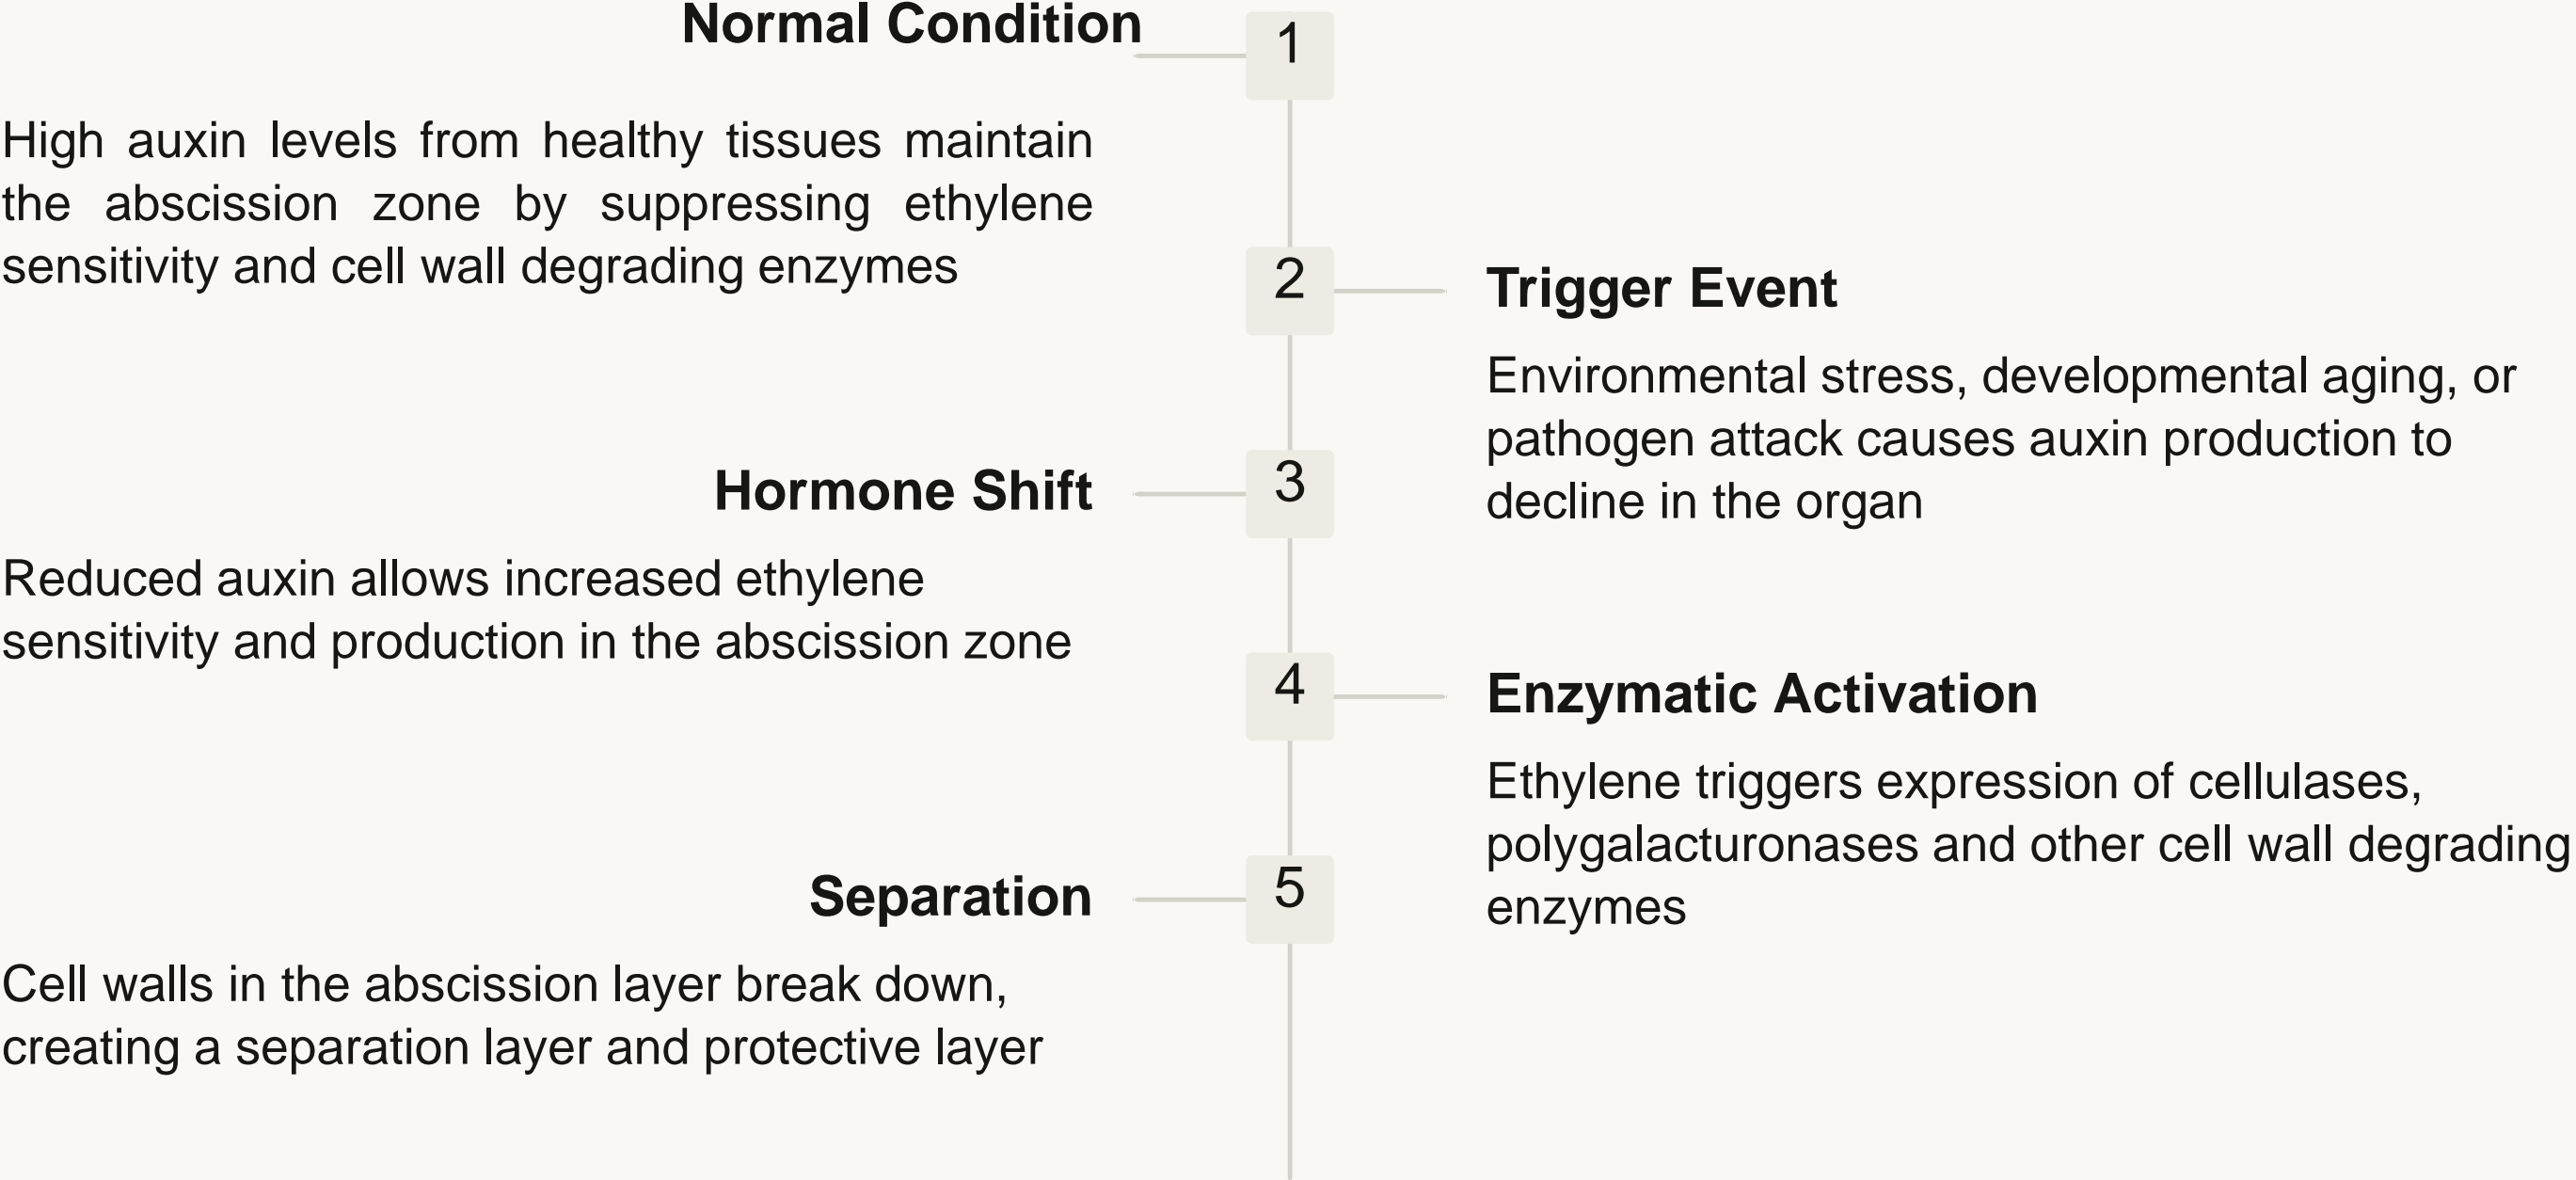 Normal Condition
1
High auxin levels from healthy tissues maintain
the abscission zone by suppressing ethylene
sensitivity and cell wall degrading enzymes
2
Trigger Event
Environmental stress, developmental aging, or
pathogen attack causes auxin production to
decline in the organ
Hormone Shift
3
Reduced auxin allows increased ethylene
sensitivity and production in the abscission zone
4
Enzymatic Activation
Ethylene triggers expression of cellulases,
polygalacturonases and other cell wall degrading
enzymes
Separation
5
Cell walls in the abscission layer break down,
creating a separation layer and protective layer